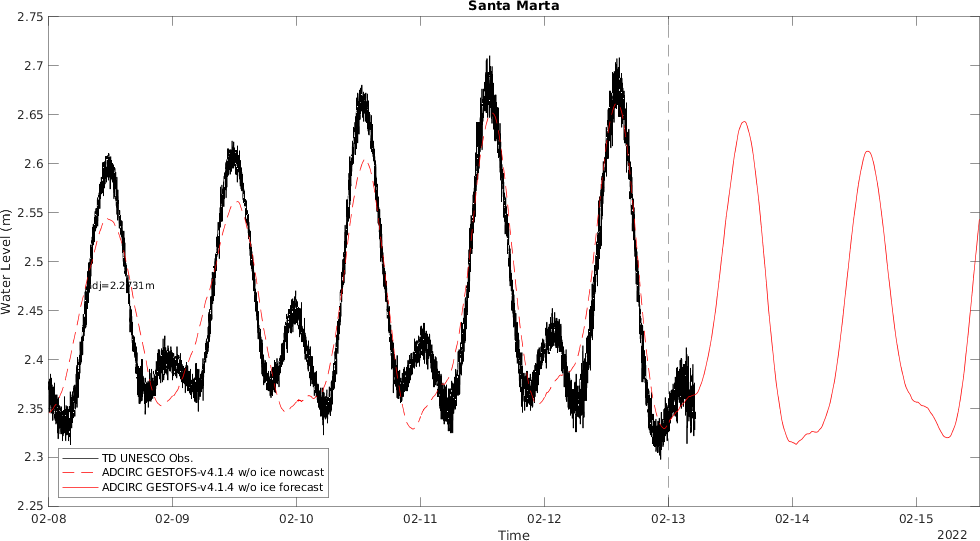 Santa Marta
2.75
2.7
2.65
2.6
2.55
2.5
2.45
2.4
2.35
2.3
2.25
Water Level (m)
adj=2.2731m
TD UNESCO Obs.
ADCIRC GESTOFS-v4.1.4 w/o ice nowcast
ADCIRC GESTOFS-v4.1.4 w/o ice forecast
02-08 02-09 02-10 02-11 02-12 02-13 02-14 02-15
Time
2022